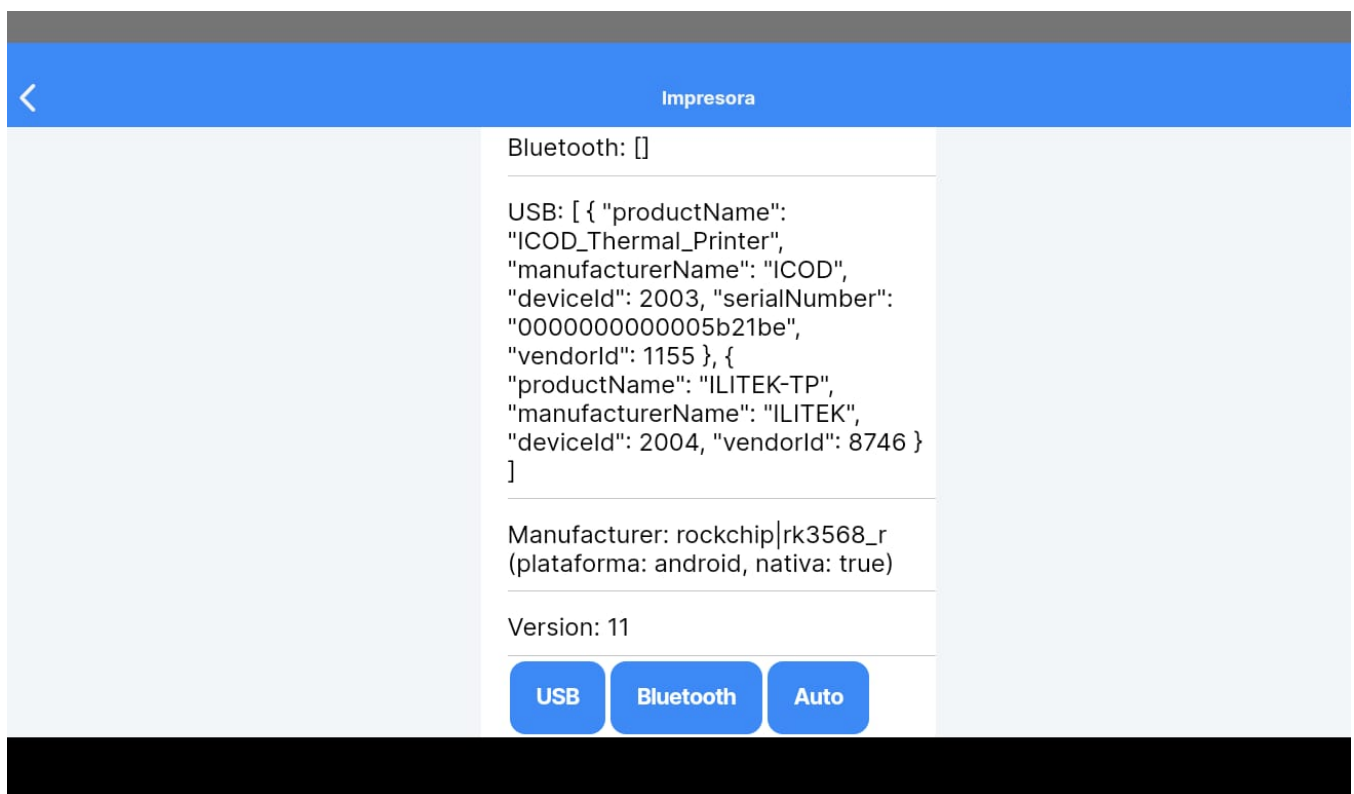 Impresora
Bluetooth: []
USB: [ { "productName":
"ICOD_Thermal_Printer",
"manufacturerName": "ICOD",
"deviceId": 2003, "serialNumber":
"0000000000005b21be",
"vendorId": 1155 }, {
"productName": "ILITEK-TP",
"manufacturerName": "ILITEK",
"deviceId": 2004, "vendorId": 8746 }
]
Manufacturer: rockchip|rk3568_r
(plataforma: android, nativa: true)
Version: 11
USB Bluetooth Auto